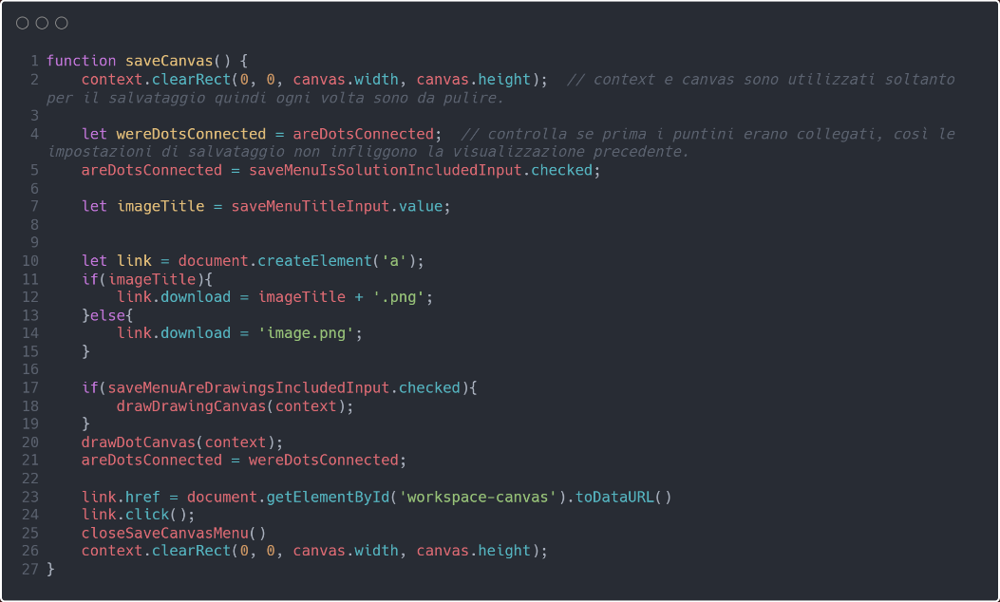 1 function saveCanvas() {
2     context.clearRect(0, 0, canvas.width, canvas.height);  // context e canvas sono utilizzati soltanto
per il salvataggio quindi ogni volta sono da pulire.
3
4     let wereDotsConnected = areDotsConnected;  // controlla se prima i puntini erano collegati, così le
impostazioni di salvataggio non infliggono la visualizzazione precedente.
5     areDotsConnected = saveMenuIsSolutionIncludedInput.checked;
6
7     let imageTitle = saveMenuTitleInput.value;
8
9
10     let link = document.createElement('a');
11     if(imageTitle){
12         link.download = imageTitle + '.png';
13     }else{
14         link.download = 'image.png';
15     }
16
17     if(saveMenuAreDrawingsIncludedInput.checked){
18         drawDrawingCanvas(context);
19     }
20     drawDotCanvas(context);
21     areDotsConnected = wereDotsConnected;
22
23     link.href = document.getElementById('workspace-canvas').toDataURL()
24     link.click();
25     closeSaveCanvasMenu()
26     context.clearRect(0, 0, canvas.width, canvas.height);
27 }